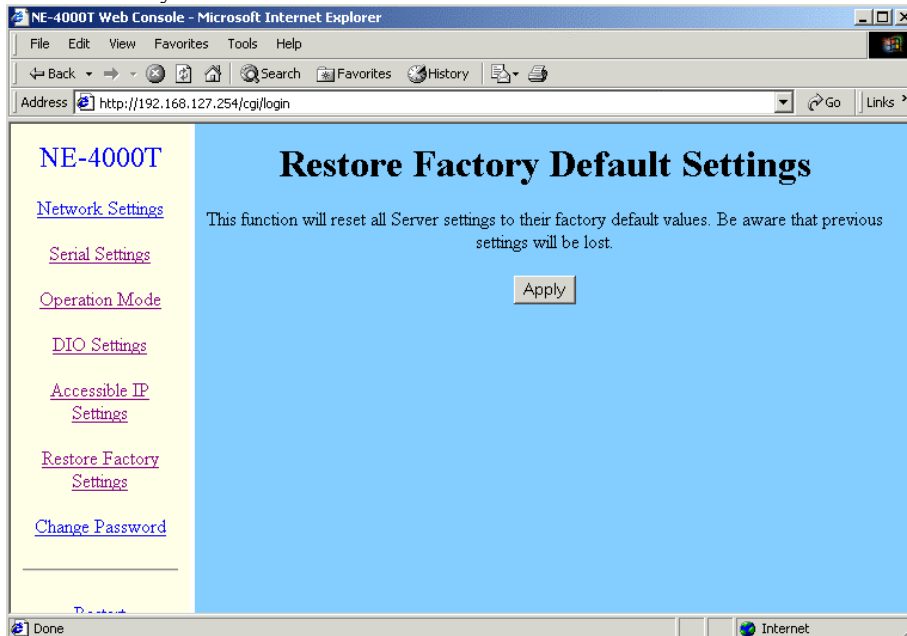 NE-4000T Web Console - Microsoft Internet Explorer
File Edit View Favorites Tools Help
Back Search Favorites History
Address http://192.168.127.254/cgi/login Go Links
NE-4000T
Network Settings
Serial Settings
Operation Mode
DIO Settings
Accessible IP
Settings
Restore Factory
Settings
Change Password
Restore Factory Default Settings
This function will reset all Server settings to their factory default values. Be aware that previous
settings will be lost.
Apply
Done Internet